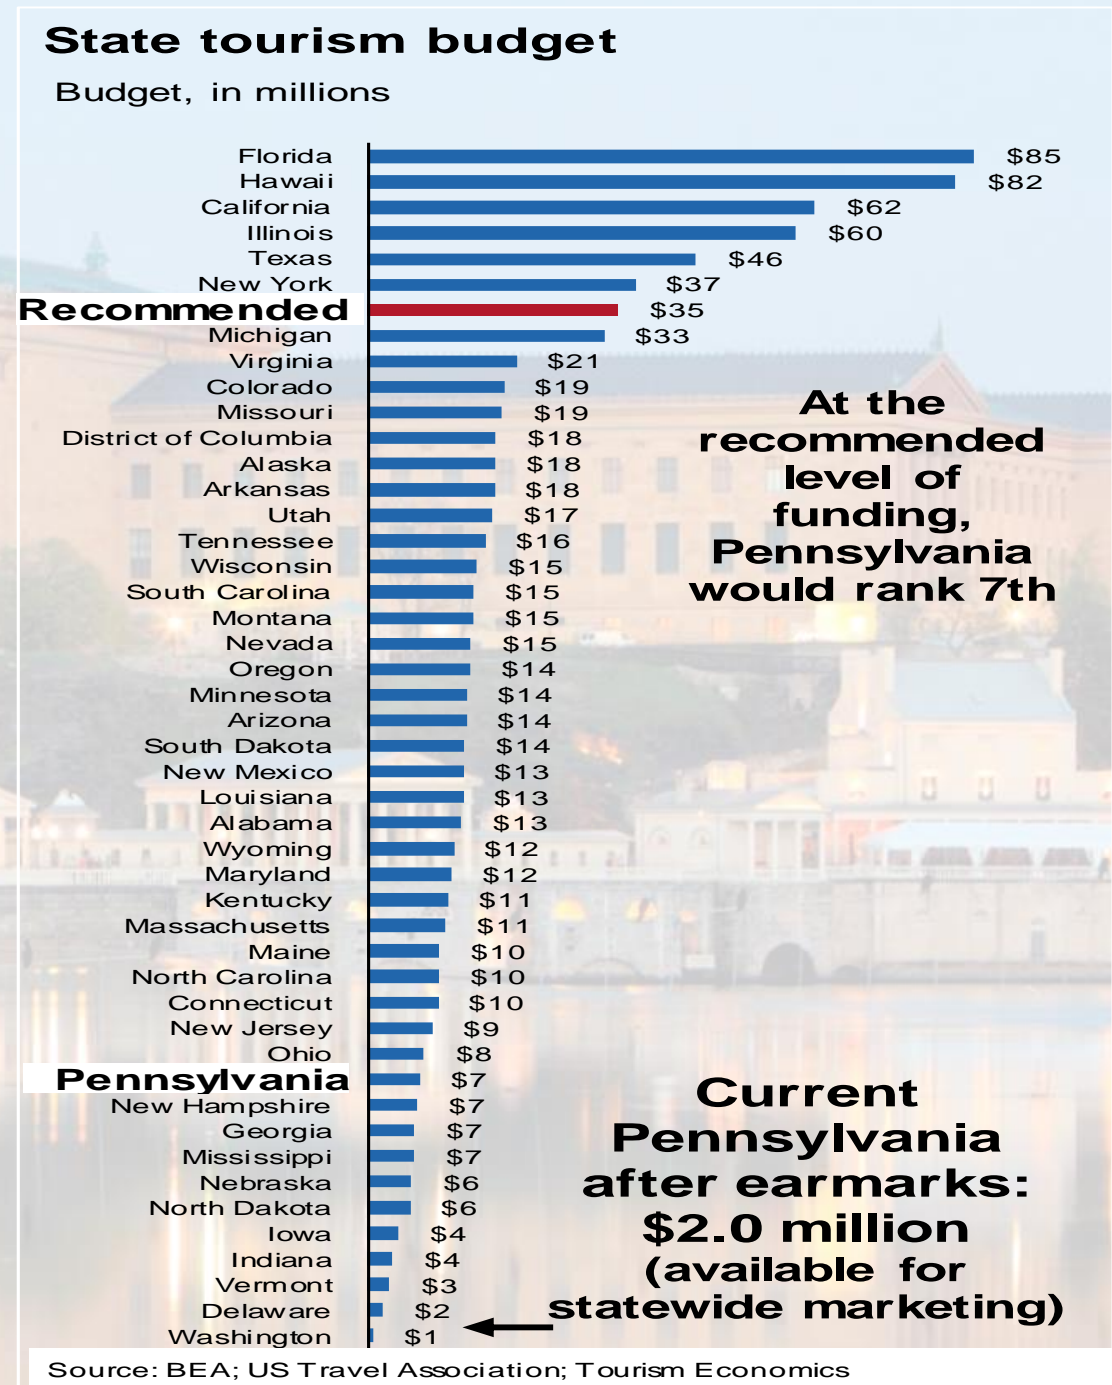 State tourism budget
Budget, in millions
Florida $85
Hawaii $82
California $62
Illinois $60
Texas $46
New York $37
Recommended $35
Michigan $33
Virginia $21
Colorado $19
Missouri $19
District of Columbia $18
Alaska $18
Arkansas $18
Utah $17
Tennessee $16
Wisconsin $15
South Carolina $15
Montana $15
Nevada $15
Oregon $14
Minnesota $14
Arizona $14
South Dakota $14
New Mexico $13
Louisiana $13
Alabama $13
Wyoming $12
Maryland $12
Kentucky $11
Massachusetts $11
Maine $10
North Carolina $10
Connecticut $10
New Jersey $9
Ohio $8
Pennsylvania $7
New Hampshire $7
Georgia $7
Mississippi $7
Nebraska $6
North Dakota $6
Iowa $4
Indiana $4
Vermont $3
Delaware $2
Washington $1
At the
recommended
level of
funding,
Pennsylvania
would rank 7th
Current
Pennsylvania
after earmarks:
$2.0 million
(available for
statewide marketing)
Source: BEA; US Travel Association; Tourism Economics